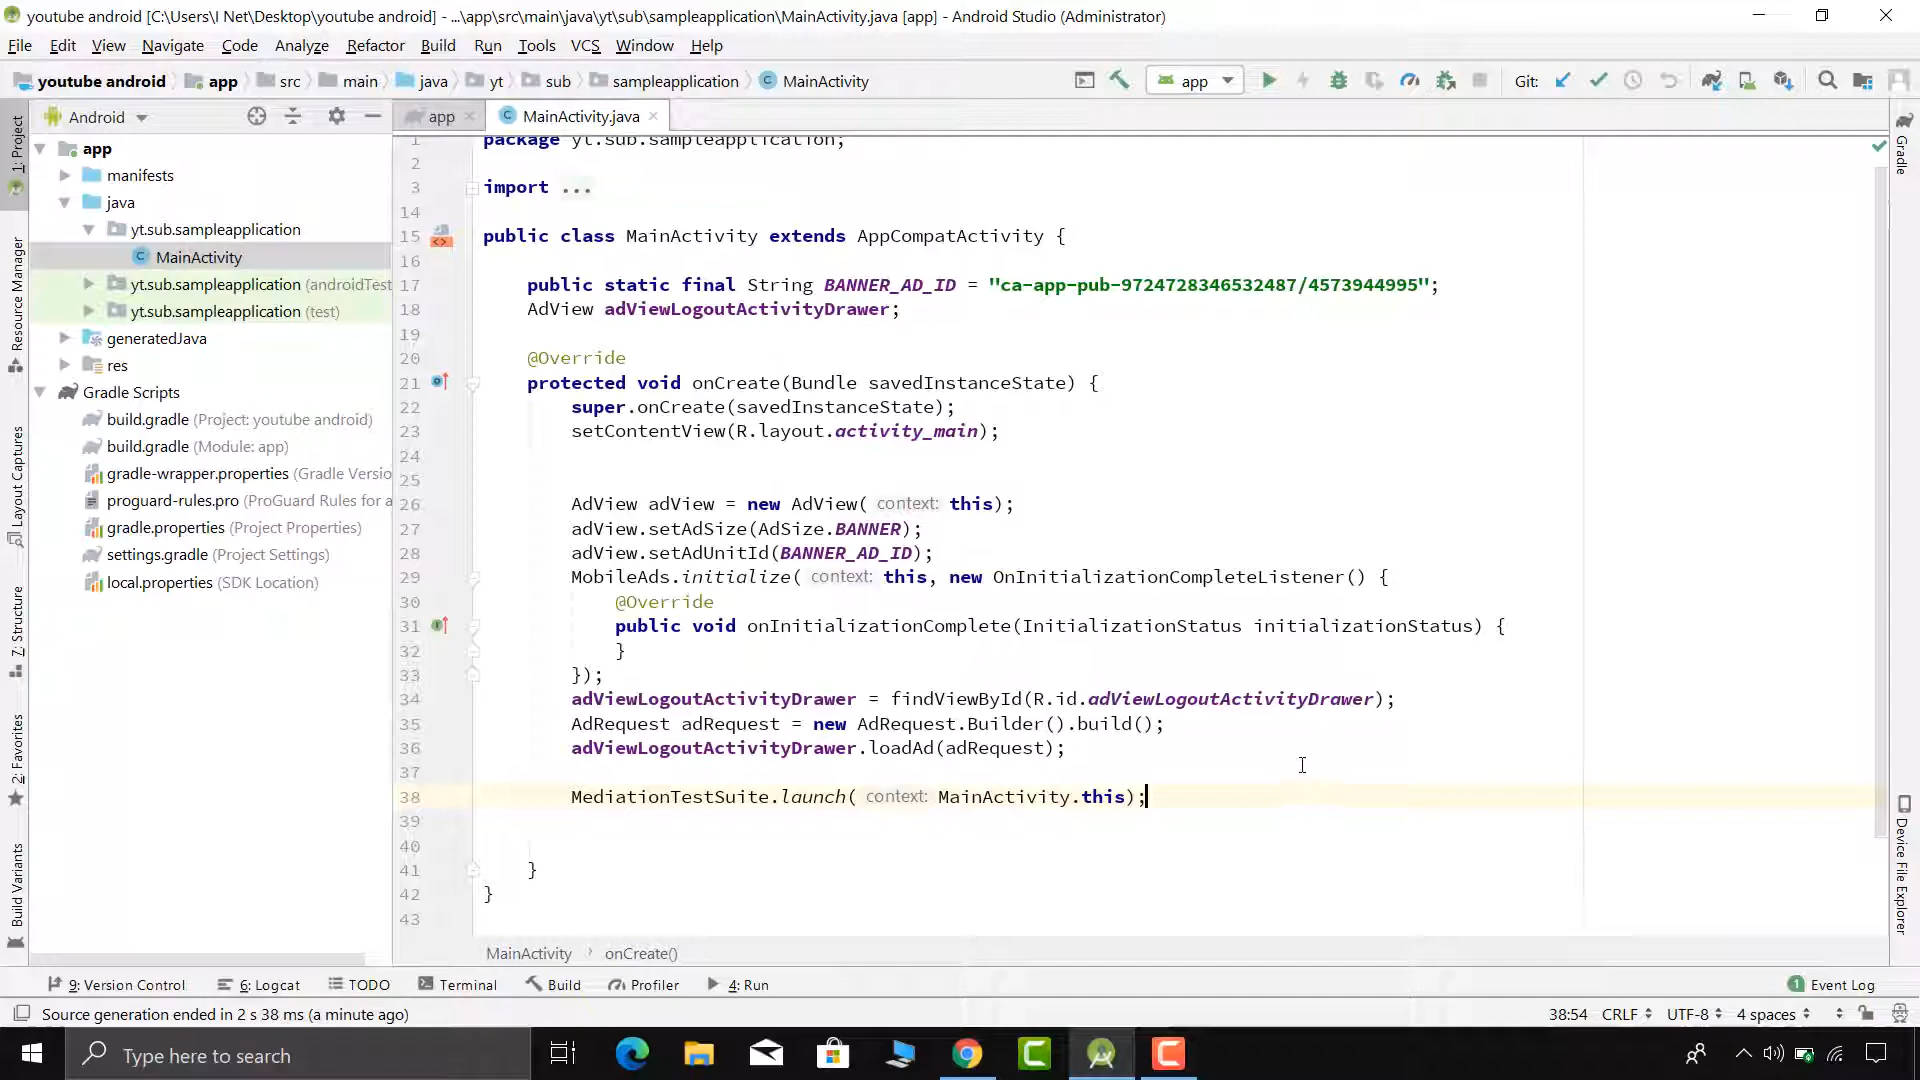 youtube android [C:\Users\I Net\Desktop\youtube android] - ...\app\src\main\java\yt\sub\sampleapplication\MainActivity.java [app] - Android Studio (Administrator)
File Edit View Navigate Code Analyze Refactor Build Run Tools VCS Window Help
youtube android app src main java yt sub sampleapplication MainActivity app Git:
Android app MainActivity.java
1: Project
Resource Manager
Layout Captures
7: Structure
2: Favorites
Build Variants
app
manifests
java
yt.sub.sampleapplication
MainActivity
yt.sub.sampleapplication (androidTest
yt.sub.sampleapplication (test)
generatedJava
res
Gradle Scripts
build.gradle (Project: youtube android)
build.gradle (Module: app)
gradle-wrapper.properties (Gradle Versio
proguard-rules.pro (ProGuard Rules for a
gradle.properties (Project Properties)
settings.gradle (Project Settings)
local.properties (SDK Location)
1 package yt.sub.sampleapplication;
2
3 import ...
14
15 public class MainActivity extends AppCompatActivity {
16
17 public static final String BANNER_AD_ID = "ca-app-pub-9724728346532487/4573944995";
18 AdView adViewLogoutActivityDrawer;
19
20 @Override
21 protected void onCreate(Bundle savedInstanceState) {
22 super.onCreate(savedInstanceState);
23 setContentView(R.layout.activity_main);
24
25
26 AdView adView = new AdView( context: this);
27 adView.setAdSize(AdSize.BANNER);
28 adView.setAdUnitId(BANNER_AD_ID);
29 MobileAds.initialize( context: this, new OnInitializationCompleteListener() {
30 @Override
31 public void onInitializationComplete(InitializationStatus initializationStatus) {
32 }
33 });
34 adViewLogoutActivityDrawer = findViewById(R.id.adViewLogoutActivityDrawer);
35 AdRequest adRequest = new AdRequest.Builder().build();
36 adViewLogoutActivityDrawer.loadAd(adRequest);
37
38 MediationTestSuite.launch( context: MainActivity.this);
39
40
41 }
42 }
43
MainActivity › onCreate()
Gradle
Device File Explorer
9: Version Control 6: Logcat TODO Terminal Build Profiler 4: Run 1 Event Log
Source generation ended in 2 s 38 ms (a minute ago) 38:54 CRLF UTF-8 4 spaces
Type here to search